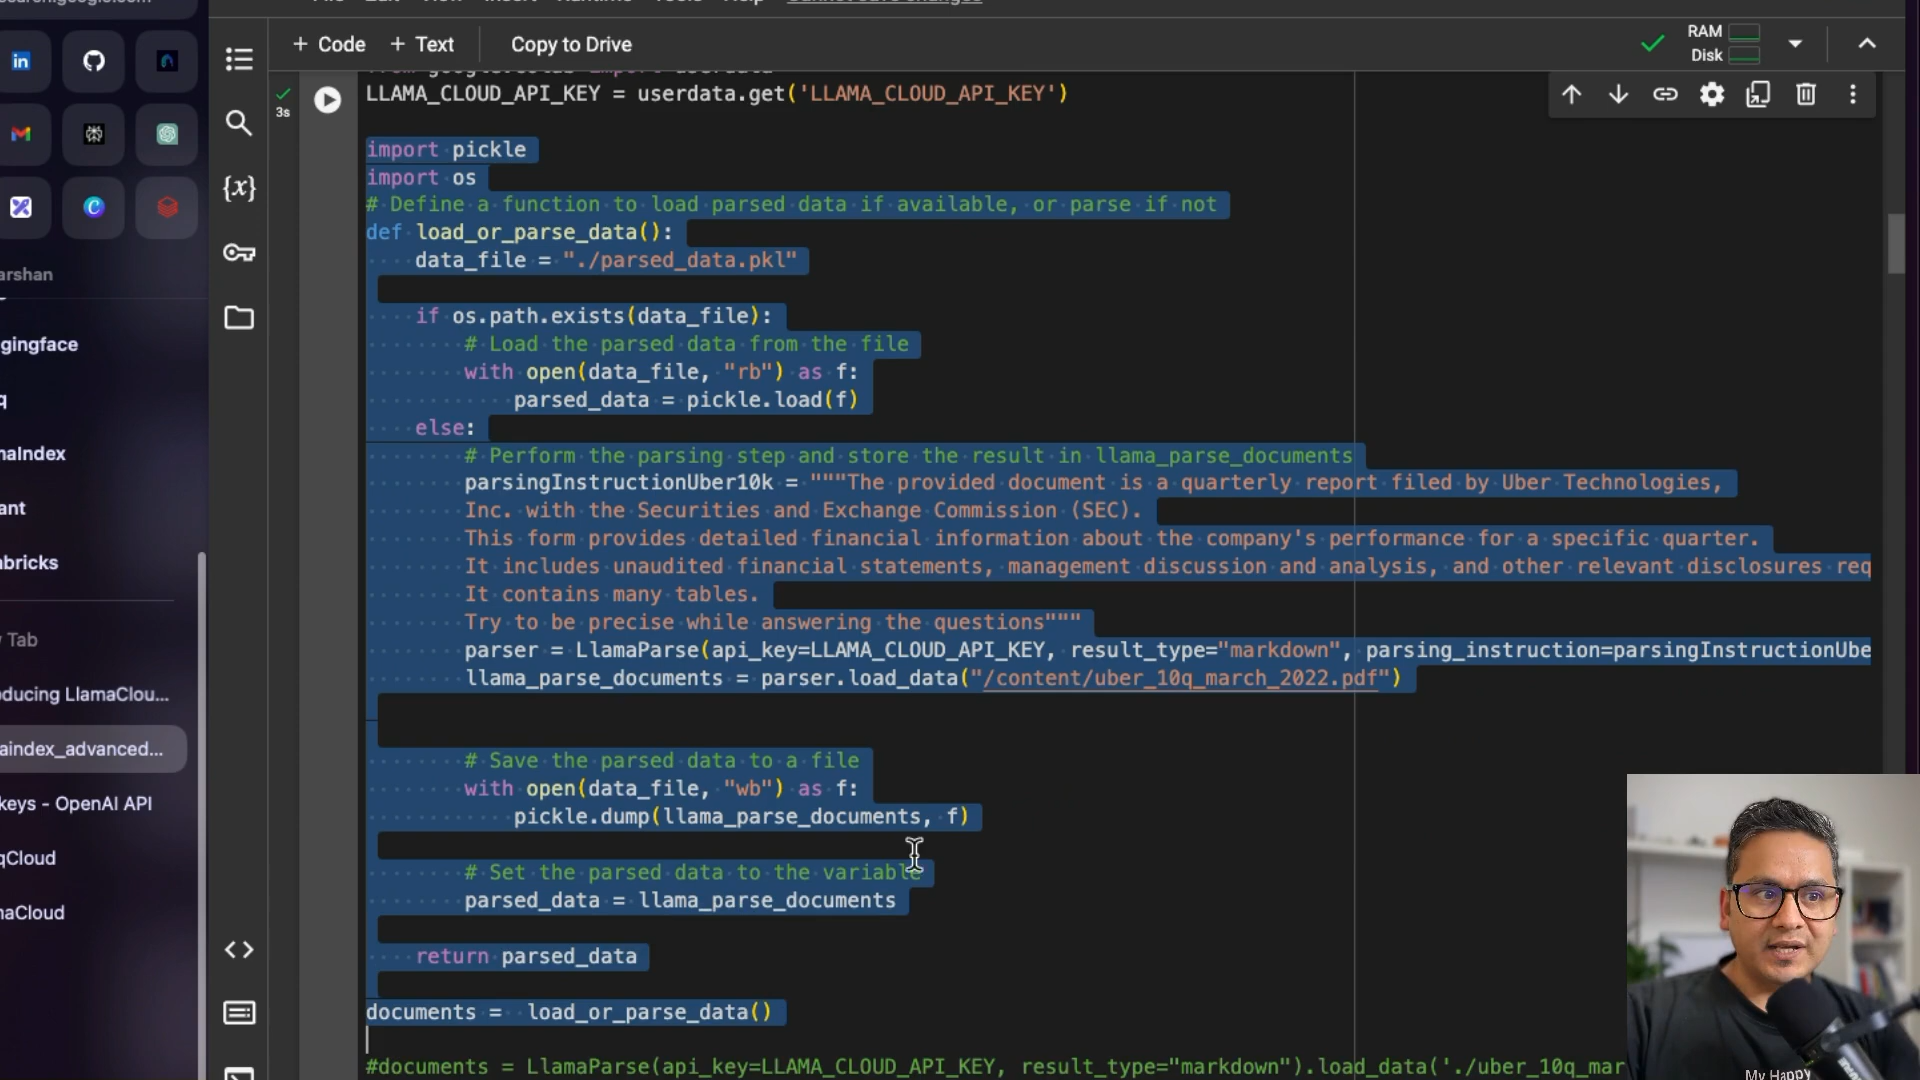 + Code
+ Text
Copy to Drive
RAM
Disk
3s
LLAMA_CLOUD_API_KEY = userdata.get('LLAMA_CLOUD_API_KEY')
import pickle
import os
# Define a function to load parsed data if available, or parse if not
def load_or_parse_data():
data_file = "./parsed_data.pkl"
if os.path.exists(data_file):
# Load the parsed data from the file
with open(data_file, "rb") as f:
parsed_data = pickle.load(f)
else:
# Perform the parsing step and store the result in llama_parse_documents
parsingInstructionUber10k = """The provided document is a quarterly report filed by Uber Technologies,
Inc. with the Securities and Exchange Commission (SEC).
This form provides detailed financial information about the company's performance for a specific quarter.
It includes unaudited financial statements, management discussion and analysis, and other relevant disclosures req
It contains many tables.
Try to be precise while answering the questions"""
parser = LlamaParse(api_key=LLAMA_CLOUD_API_KEY, result_type="markdown", parsing_instruction=parsingInstructionUbe
llama_parse_documents = parser.load_data("/content/uber_10q_march_2022.pdf")
# Save the parsed data to a file
with open(data_file, "wb") as f:
pickle.dump(llama_parse_documents, f)
# Set the parsed data to the variable
parsed_data = llama_parse_documents
return parsed_data
documents = load_or_parse_data()
#documents = LlamaParse(api_key=LLAMA_CLOUD_API_KEY, result_type="markdown").load_data('./uber_10q_mar
in
{x}
arshan
gingface
q
naIndex
ant
abricks
Tab
oducing LlamaClou...
aindex_advanced...
keys - OpenAI API
qCloud
naCloud
<>
My Happy